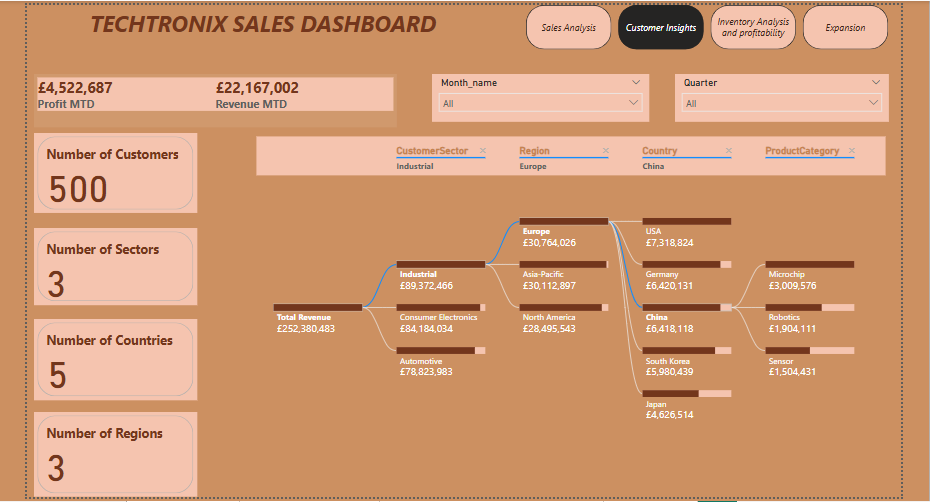 TECHTRONIX SALES DASHBOARD
Sales Analysis
Customer Insights
Inventory Analysis
and profitability
Expansion
£4,522,687
Profit MTD
£22,167,002
Revenue MTD
Month_name
All
Quarter
All
Number of Customers
500
Number of Sectors
3
Number of Countries
5
Number of Regions
3
CustomerSector
Industrial
Region
Europe
Country
China
ProductCategory
Total Revenue
£252,380,483
Industrial
£89,372,466
Consumer Electronics
£84,184,034
Automotive
£78,823,983
Europe
£30,764,026
Asia-Pacific
£30,112,897
North America
£28,495,543
USA
£7,318,824
Germany
£6,420,131
China
£6,418,118
South Korea
£5,980,439
Japan
£4,626,514
Microchip
£3,009,576
Robotics
£1,904,111
Sensor
£1,504,431